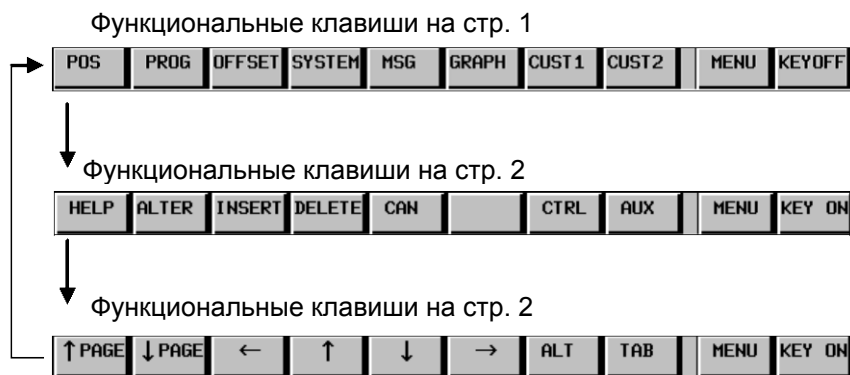 Функциональные клавиши на стр. 1
POS PROG OFFSET SYSTEM MSG GRAPH CUST1 CUST2 MENU KEYOFF
Функциональные клавиши на стр. 2
HELP ALTER INSERT DELETE CAN CTRL AUX MENU KEY ON
Функциональные клавиши на стр. 2
↑PAGE ↓PAGE ← ↑ ↓ → ALT TAB MENU KEY ON